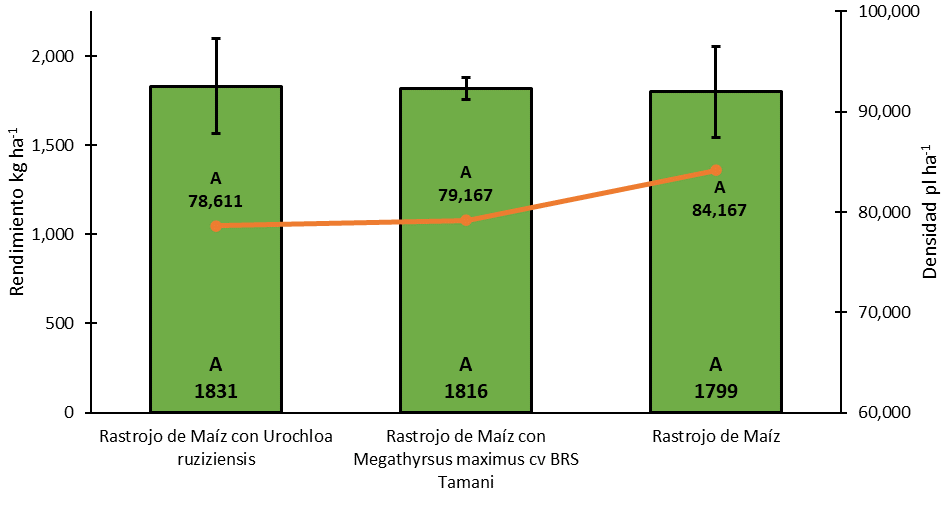 Rendimiento kg ha⁻¹
2,000
1,500
1,000
500
0
A
78,611
A
79,167
A
84,167
A
1831
A
1816
A
1799
100,000
90,000
80,000
70,000
60,000
Densidad pl ha⁻¹
Rastrojo de Maíz con Urochloa
ruziziensis
Rastrojo de Maíz con
Megathyrsus maximus cv BRS
Tamani
Rastrojo de Maíz